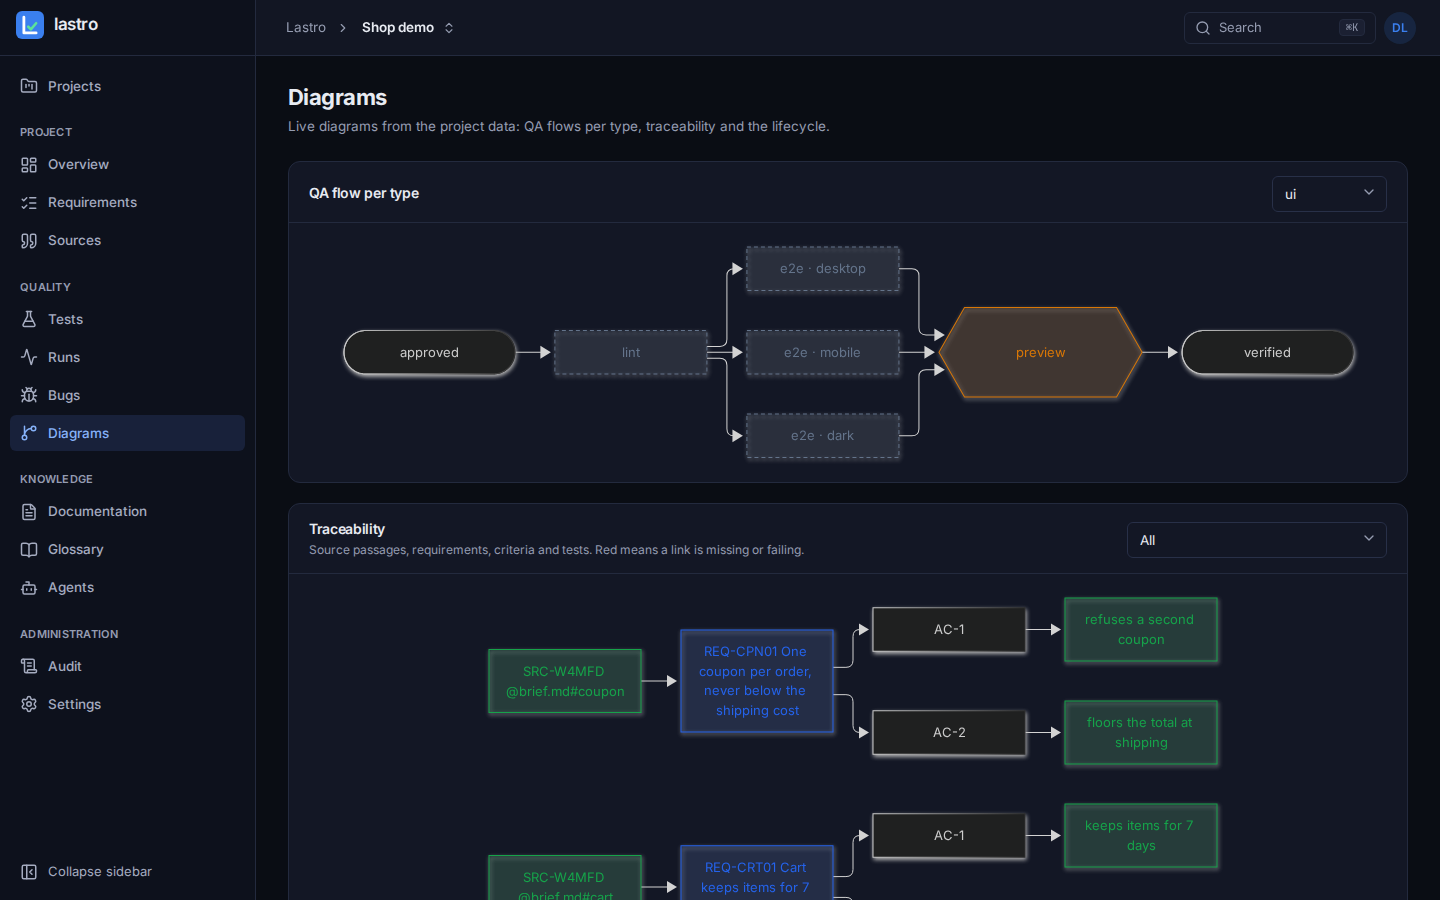 lastro
Lastro
Shop demo
Search
⌘K
DL
Projects
PROJECT
Overview
Requirements
Sources
QUALITY
Tests
Runs
Bugs
Diagrams
KNOWLEDGE
Documentation
Glossary
Agents
ADMINISTRATION
Audit
Settings
Collapse sidebar
Diagrams
Live diagrams from the project data: QA flows per type, traceability and the lifecycle.
QA flow per type
ui
approved
lint
e2e · desktop
e2e · mobile
e2e · dark
preview
verified
Traceability
Source passages, requirements, criteria and tests. Red means a link is missing or failing.
All
SRC-W4MFD
@brief.md#coupon
REQ-CPN01 One
coupon per order,
never below the
shipping cost
AC-1
refuses a second
coupon
AC-2
floors the total at
shipping
SRC-W4MFD
@brief.md#cart
REQ-CRT01 Cart
keeps items for 7
AC-1
keeps items for 7
days